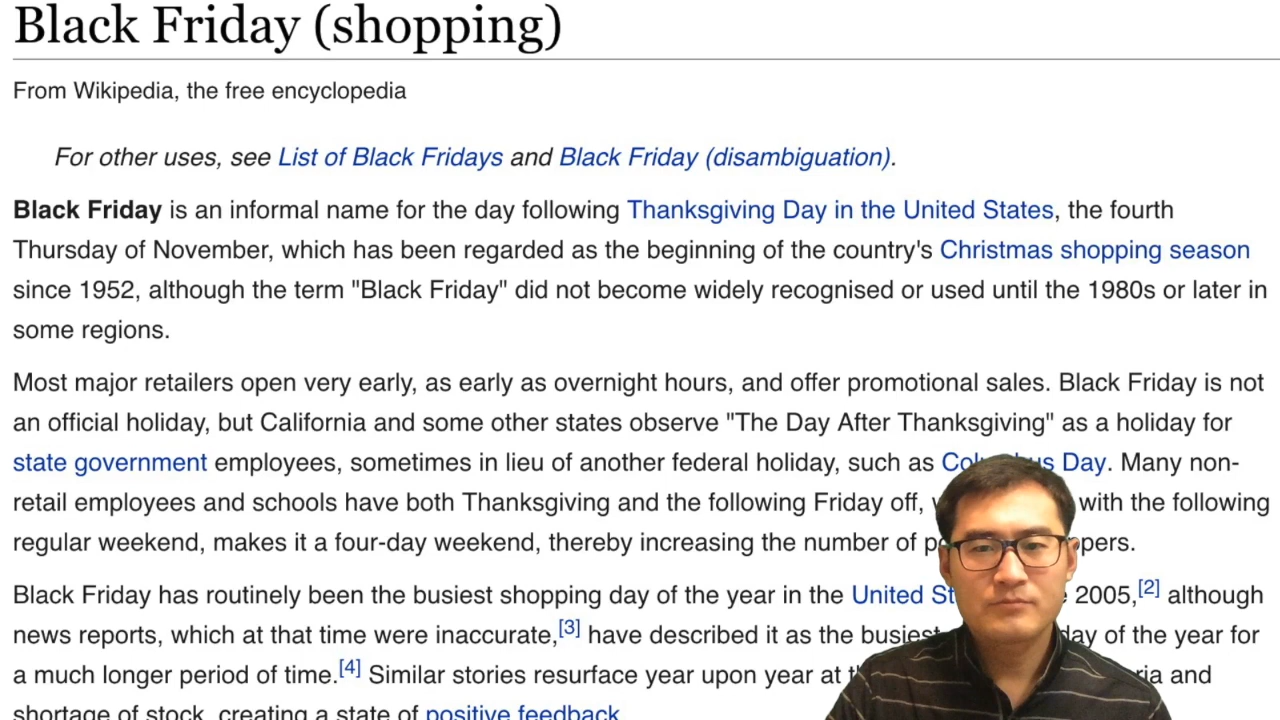 Black Friday (shopping)
From Wikipedia, the free encyclopedia
For other uses, see List of Black Fridays and Black Friday (disambiguation).
Black Friday is an informal name for the day following Thanksgiving Day in the United States, the fourth
Thursday of November, which has been regarded as the beginning of the country's Christmas shopping season
since 1952, although the term "Black Friday" did not become widely recognised or used until the 1980s or later in
some regions.
Most major retailers open very early, as early as overnight hours, and offer promotional sales. Black Friday is not
an official holiday, but California and some other states observe "The Day After Thanksgiving" as a holiday for
state government employees, sometimes in lieu of another federal holiday, such as Day. Many non-
retail employees and schools have both Thanksgiving and the following Friday off, with the following
regular weekend, makes it a four-day weekend, thereby increasing the number of
Black Friday has routinely been the busiest shopping day of the year in the United 2005,[2] although
news reports, which at that time were inaccurate,[3] have described it as the busiest day of the year for
a much longer period of time.[4] Similar stories resurface year upon year at and
shortage of stock, creating a state of positive feedback